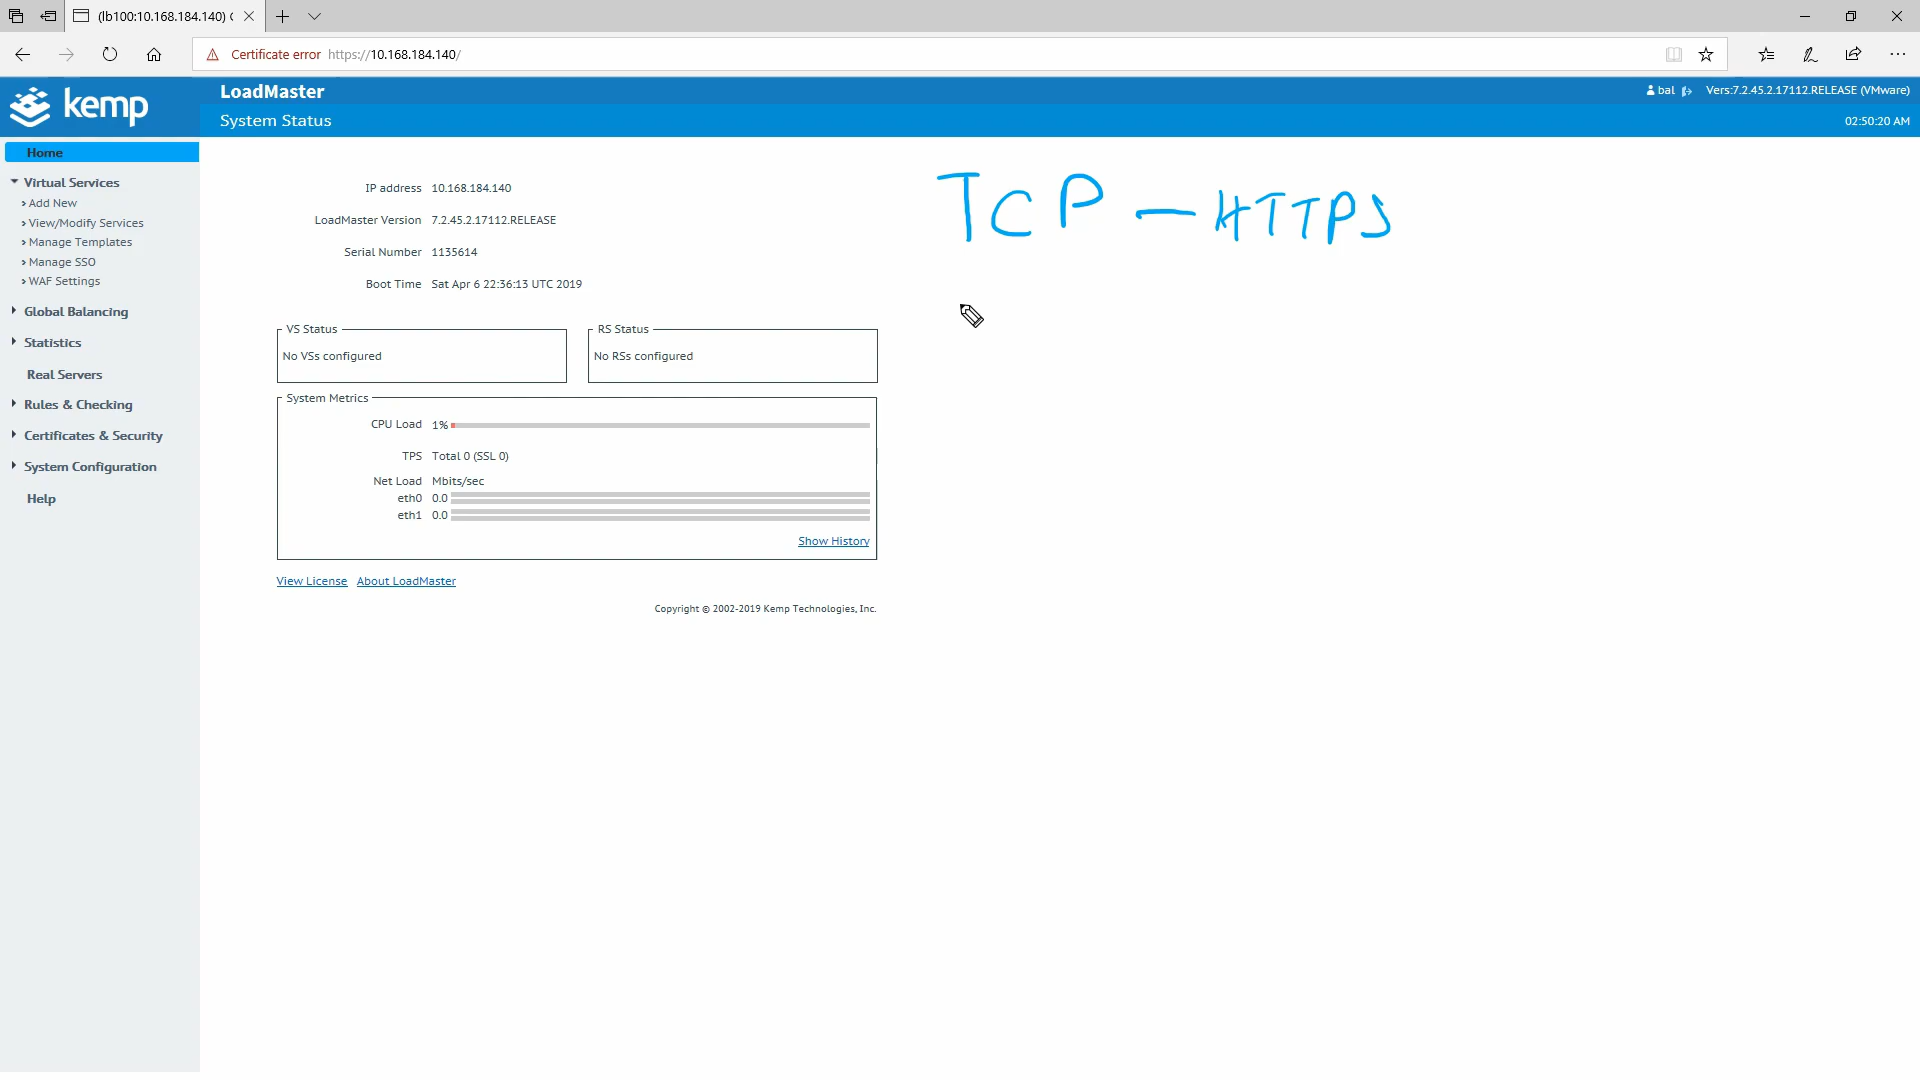 (lb100:10.168.184.140) (
Certificate error https://10.168.184.140/
kemp
LoadMaster
bal Vers:7.2.45.2.17112.RELEASE (VMware)
System Status
02:50:20 AM
Home
Virtual Services
Add New
View/Modify Services
Manage Templates
Manage SSO
WAF Settings
Global Balancing
Statistics
Real Servers
Rules & Checking
Certificates & Security
System Configuration
Help
IP address 10.168.184.140
LoadMaster Version 7.2.45.2.17112.RELEASE
Serial Number 1135614
Boot Time Sat Apr 6 22:36:13 UTC 2019
VS Status
No VSs configured
RS Status
No RSs configured
System Metrics
CPU Load 1%
TPS Total 0 (SSL 0)
Net Load Mbits/sec
eth0 0.0
eth1 0.0
Show History
View License About LoadMaster
Copyright © 2002-2019 Kemp Technologies, Inc.
TCP — HTTPS